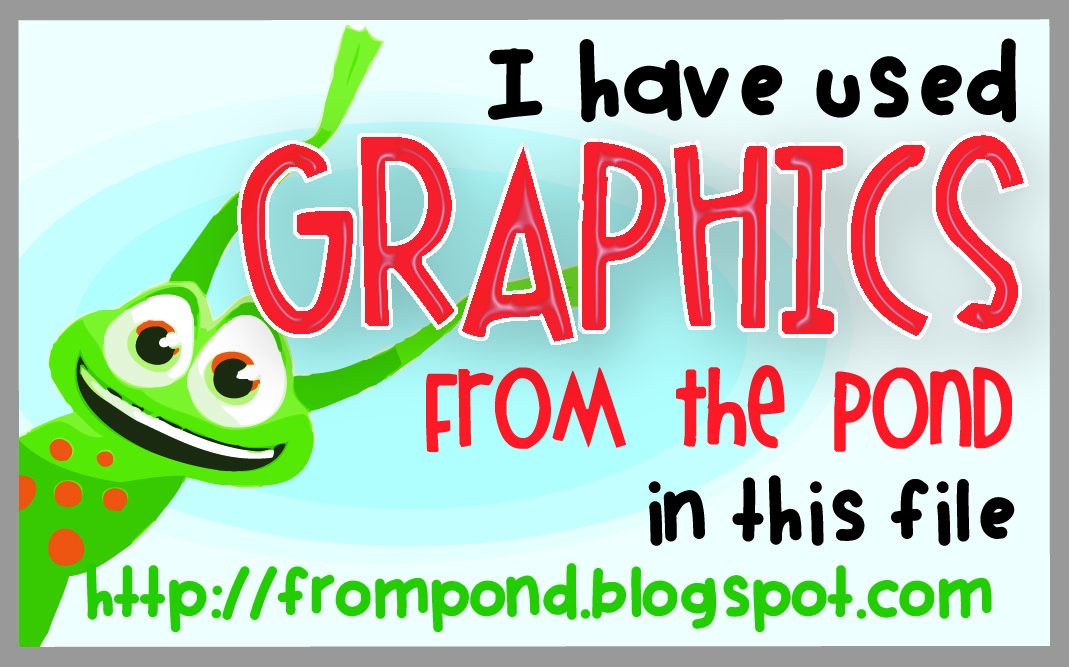 I have used
GRAPHICS
FROM the POND
in this file
http://frompond.blogspot.com